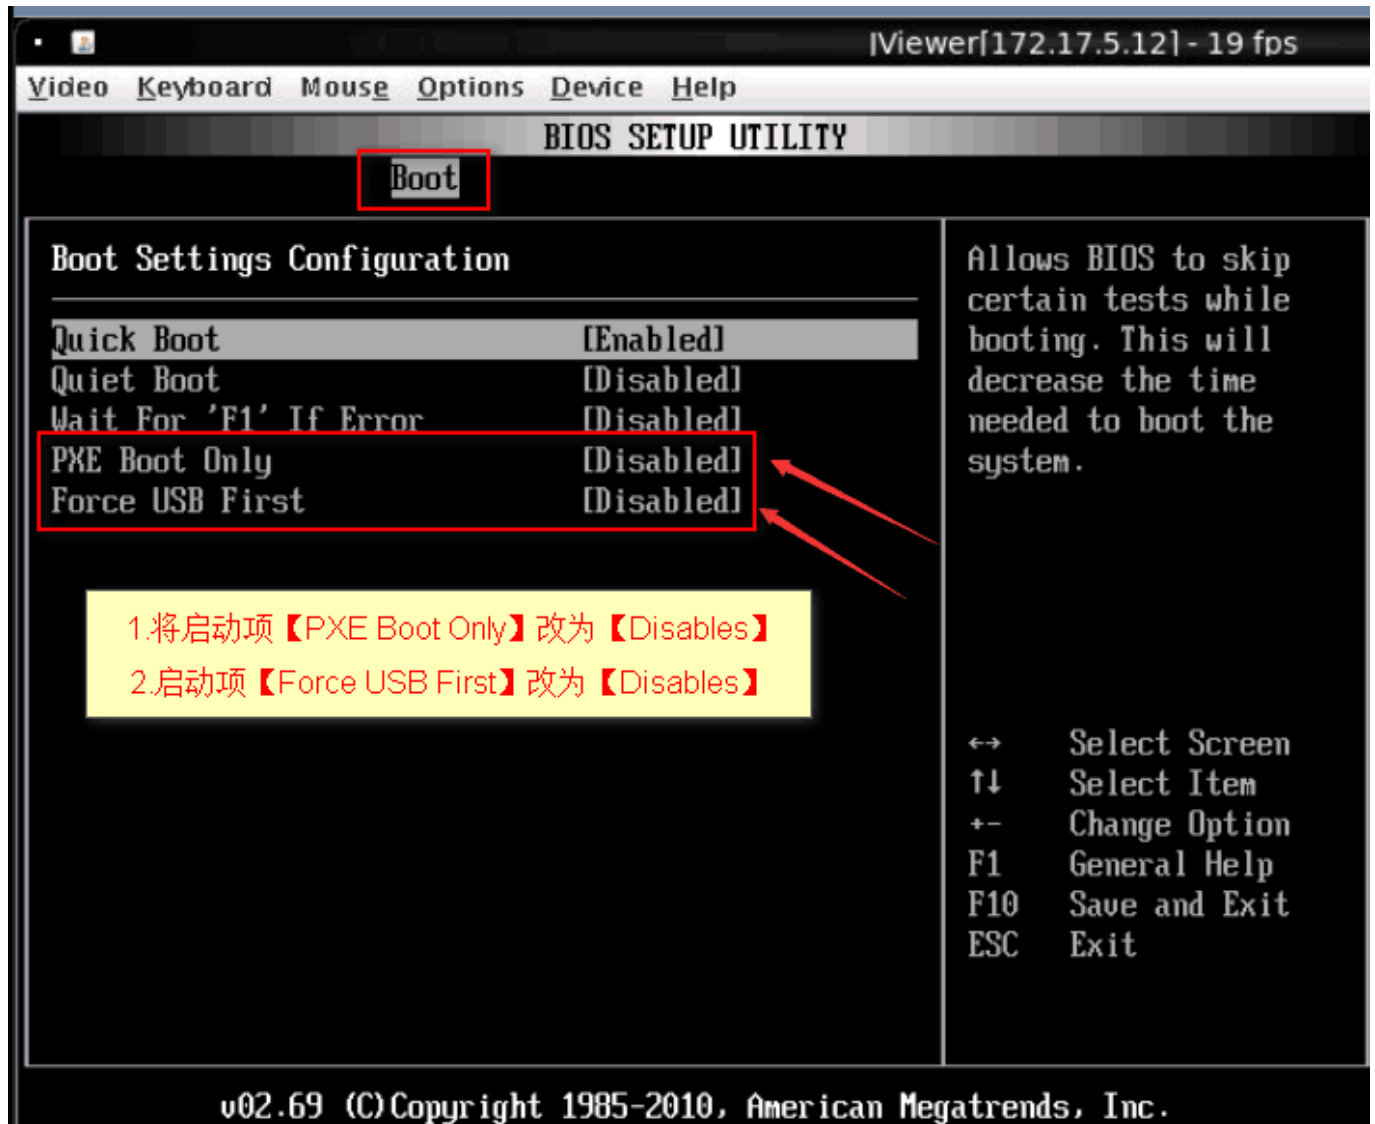 JViewer[172.17.5.12] - 19 fps
Video Keyboard Mouse Options Device Help
BIOS SETUP UTILITY
Boot
Boot Settings Configuration
Quick Boot [Enabled]
Quiet Boot [Disabled]
Wait For 'F1' If Error [Disabled]
PXE Boot Only [Disabled]
Force USB First [Disabled]
1.将启动项【PXE Boot Only】改为【Disables】
2.启动项【Force USB First】改为【Disables】
Allows BIOS to skip
certain tests while
booting. This will
decrease the time
needed to boot the
system.
←→ Select Screen
↑↓ Select Item
+- Change Option
F1 General Help
F10 Save and Exit
ESC Exit
v02.69 (C)Copyright 1985-2010, American Megatrends, Inc.